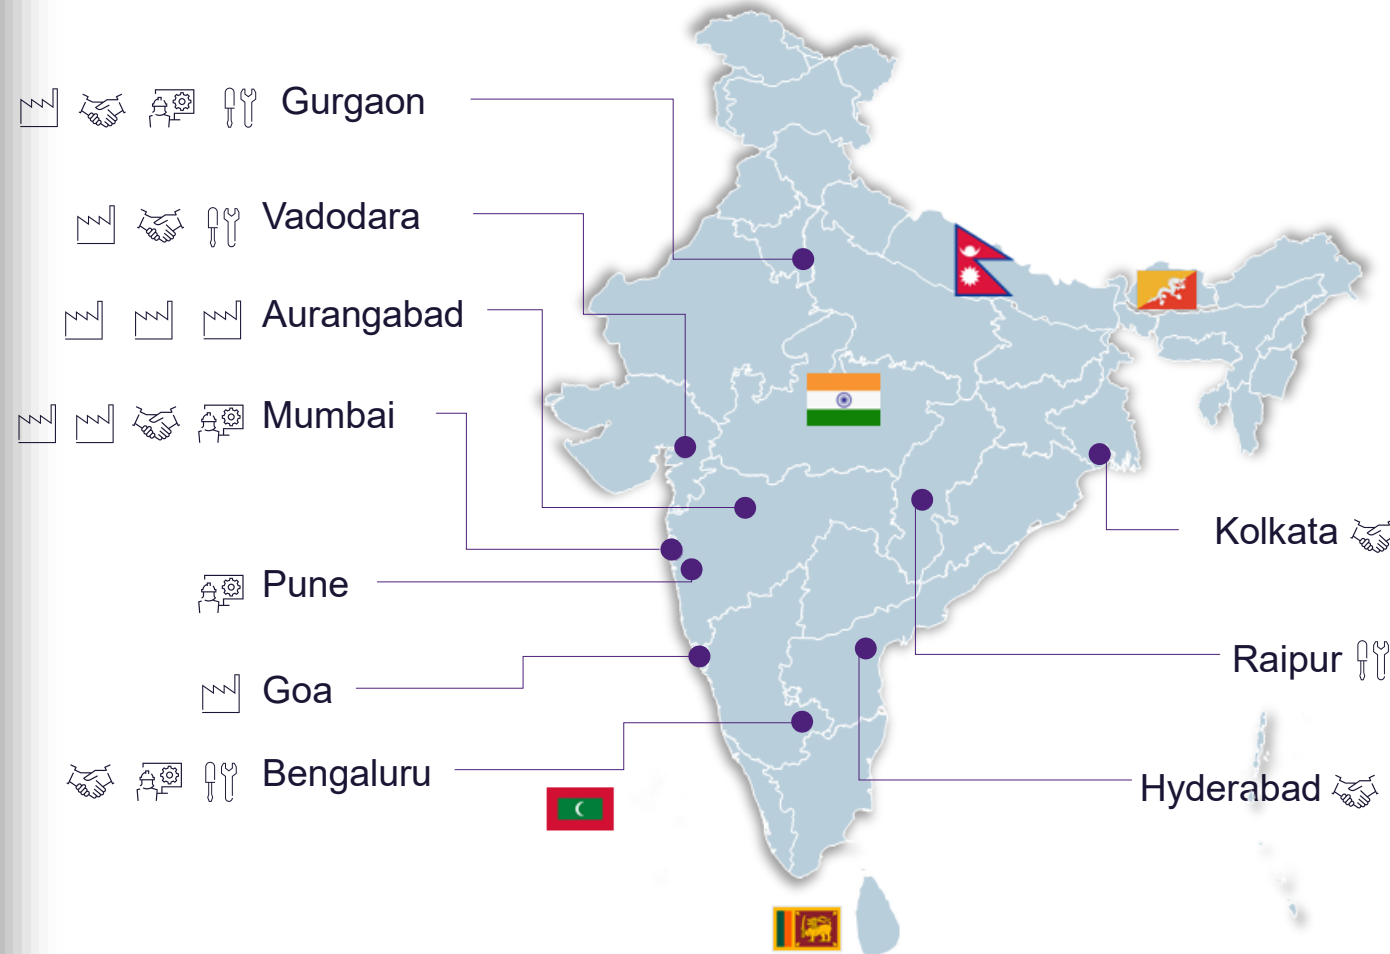 Gurgaon
Vadodara
Aurangabad
Mumbai
Pune
Goa
Bengaluru
Kolkata
Raipur
Hyderabad